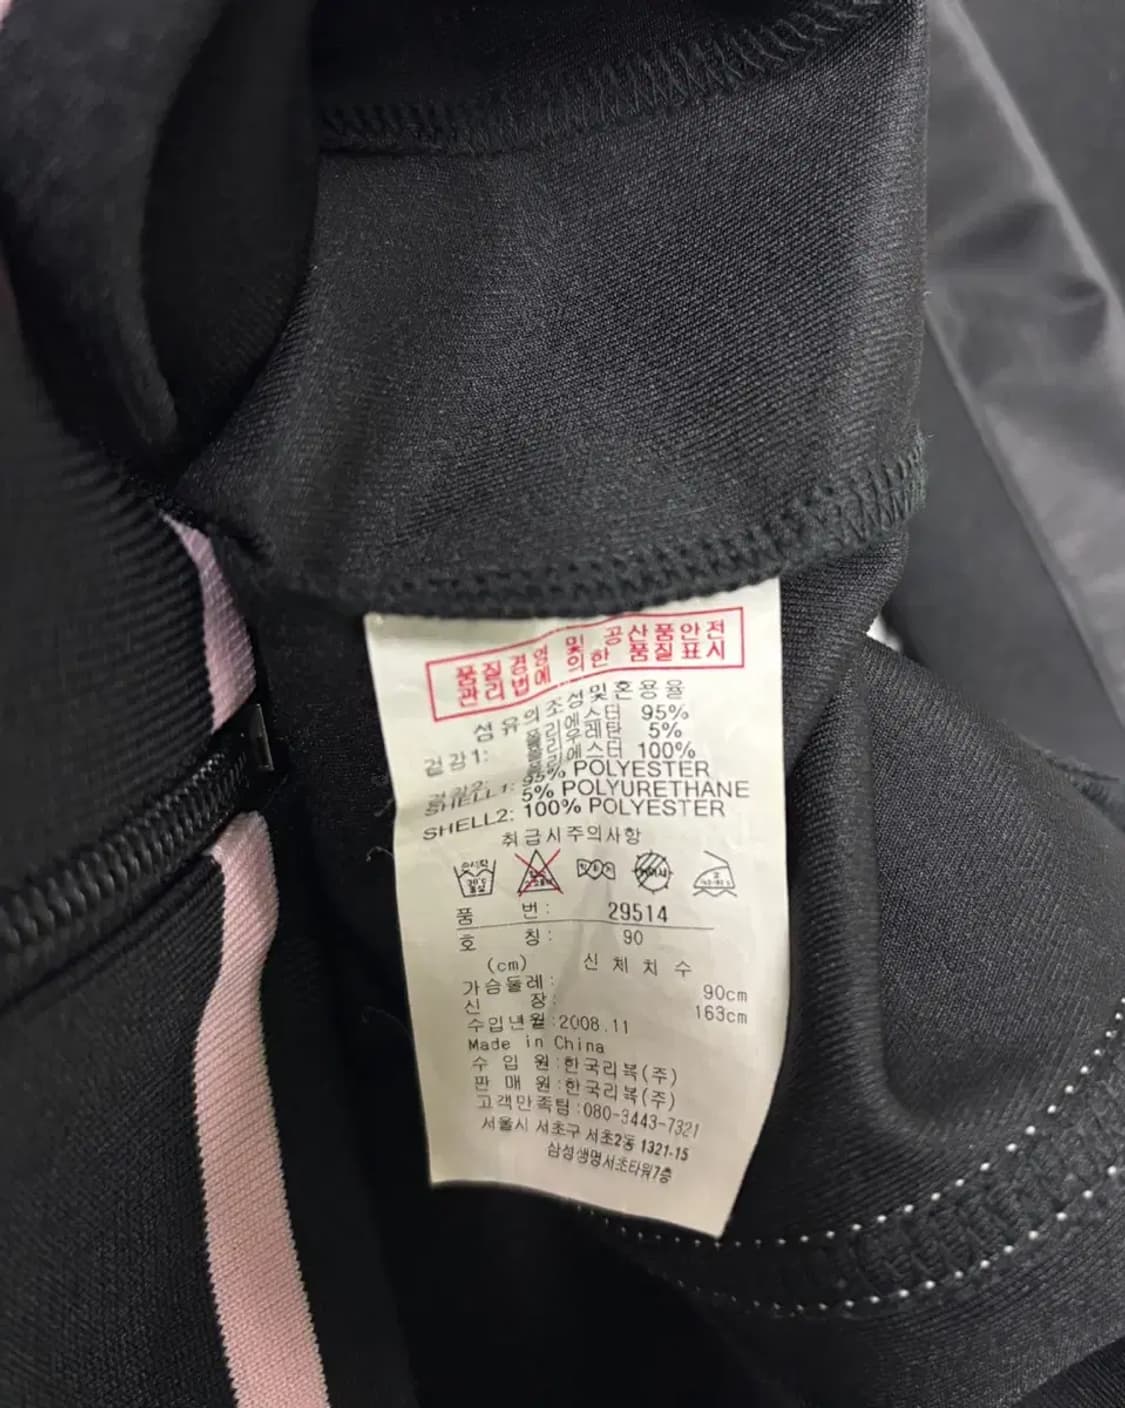 품질경영 및 공산품안전
관리법에 의한 품질표시
섬유의조성및혼용율
겉감1: 폴리에스터 95%
폴리우레탄 5%
겉감2: 폴리에스터 100%
SHELL1: 95% POLYESTER
5% POLYURETHANE
SHELL2: 100% POLYESTER
취급시주의사항
품 번: 29514
호 칭: 90
(cm) 신체치수
가슴둘레: 90cm
신 장: 163cm
수입년월:2008.11
Made in China
수 입 원:한국리복(주)
판 매 원:한국리복(주)
고객만족팀:080-3443-7321
서울시 서초구 서초2동 1321-15
삼성생명서초타워7층